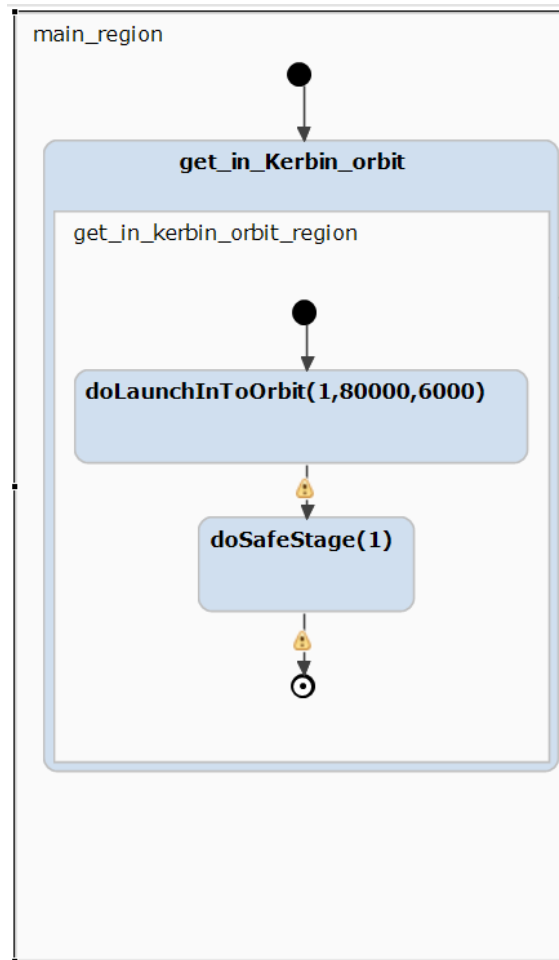 main_region
get_in_Kerbin_orbit
get_in_kerbin_orbit_region
doLaunchInToOrbit(1,80000,6000)
doSafeStage(1)